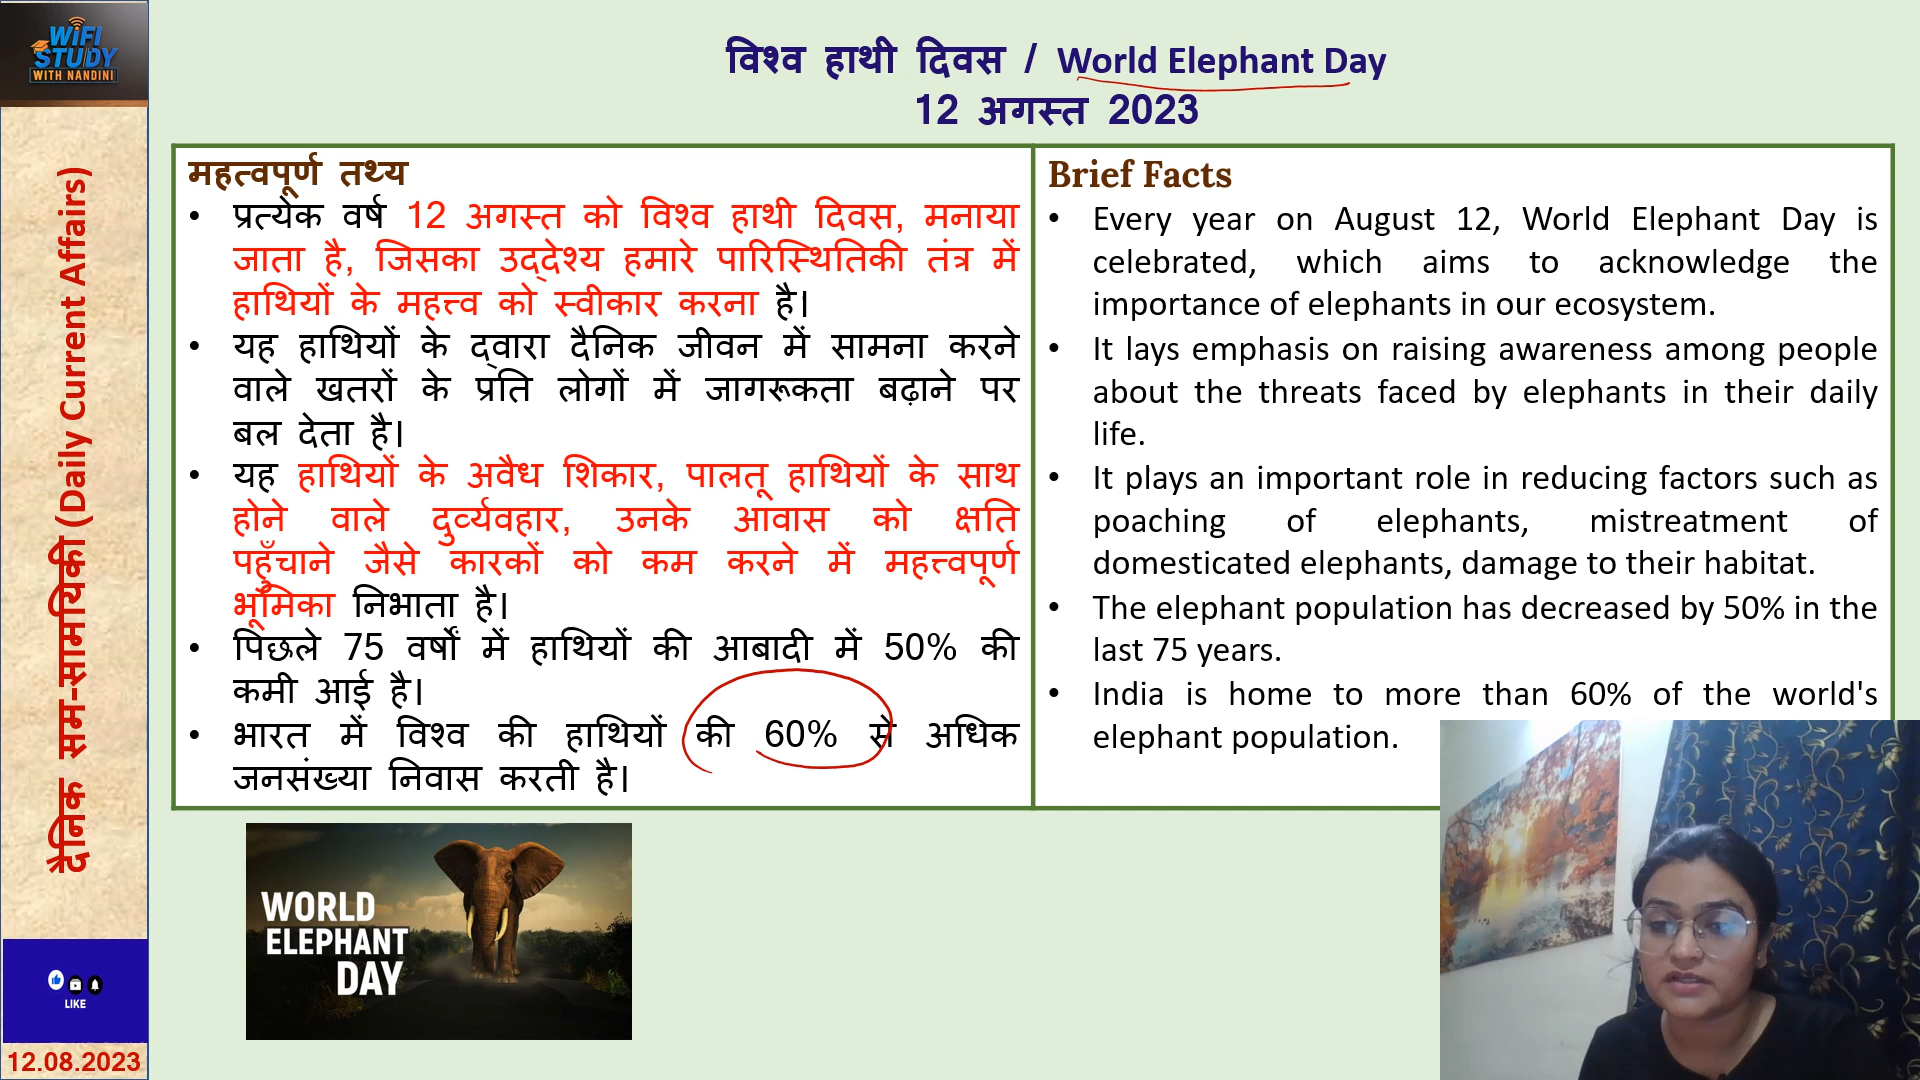 WiFi
STUDY
WITH NANDINI
दैनिक सम-सामयिकी (Daily Current Affairs)
LIKE
12.08.2023
विश्व हाथी दिवस / World Elephant Day
12 अगस्त 2023
महत्वपूर्ण तथ्य
• प्रत्येक वर्ष 12 अगस्त को विश्व हाथी दिवस, मनाया
जाता है, जिसका उद्देश्य हमारे पारिस्थितिकी तंत्र में
हाथियों के महत्त्व को स्वीकार करना है।
• यह हाथियों के द्वारा दैनिक जीवन में सामना करने
वाले खतरों के प्रति लोगों में जागरूकता बढ़ाने पर
बल देता है।
• यह हाथियों के अवैध शिकार, पालतू हाथियों के साथ
होने वाले दुर्व्यवहार, उनके आवास को क्षति
पहुँचाने जैसे कारकों को कम करने में महत्त्वपूर्ण
भूमिका निभाता है।
• पिछले 75 वर्षों में हाथियों की आबादी में 50% की
कमी आई है।
• भारत में विश्व की हाथियों की 60% से अधिक
जनसंख्या निवास करती है।
Brief Facts
• Every year on August 12, World Elephant Day is
celebrated, which aims to acknowledge the
importance of elephants in our ecosystem.
• It lays emphasis on raising awareness among people
about the threats faced by elephants in their daily
life.
• It plays an important role in reducing factors such as
poaching of elephants, mistreatment of
domesticated elephants, damage to their habitat.
• The elephant population has decreased by 50% in the
last 75 years.
• India is home to more than 60% of the world's
elephant population.
WORLD
ELEPHANT
DAY